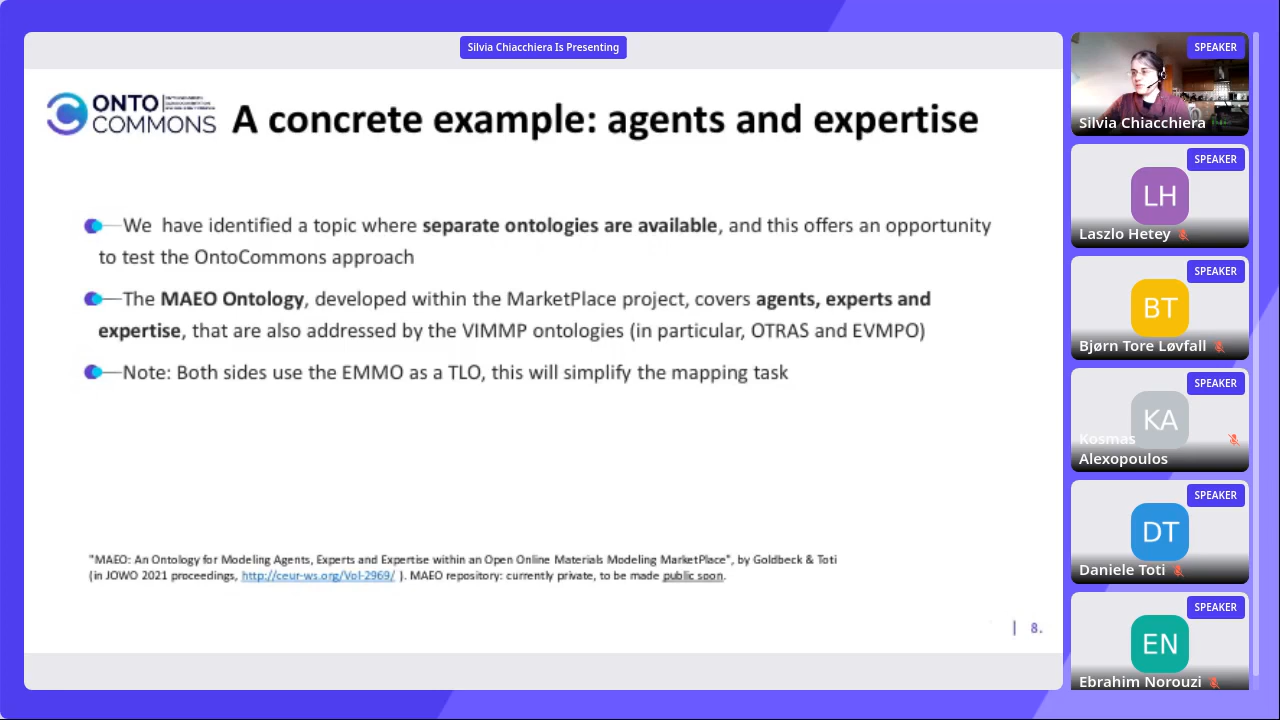 Silvia Chiacchiera Is Presenting
ONTO
COMMONS
A concrete example: agents and expertise
We have identified a topic where separate ontologies are available, and this offers an opportunity
to test the OntoCommons approach
The MAEO Ontology, developed within the MarketPlace project, covers agents, experts and
expertise, that are also addressed by the VIMMP ontologies (in particular, OTRAS and EVMPO)
Note: Both sides use the EMMO as a TLO, this will simplify the mapping task
"MAEO: An Ontology for Modeling Agents, Experts and Expertise within an Open Online Materials Modeling MarketPlace", by Goldbeck & Toti
(in JOWO 2021 proceedings, http://ceur-ws.org/Vol-2969/ ). MAEO repository: currently private, to be made public soon.
| 8.
SPEAKER
Silvia Chiacchiera
SPEAKER
LH
Laszlo Hetey
SPEAKER
BT
Bjørn Tore Løvfall
SPEAKER
KA
Kosmas
Alexopoulos
SPEAKER
DT
Daniele Toti
SPEAKER
EN
Ebrahim Norouzi